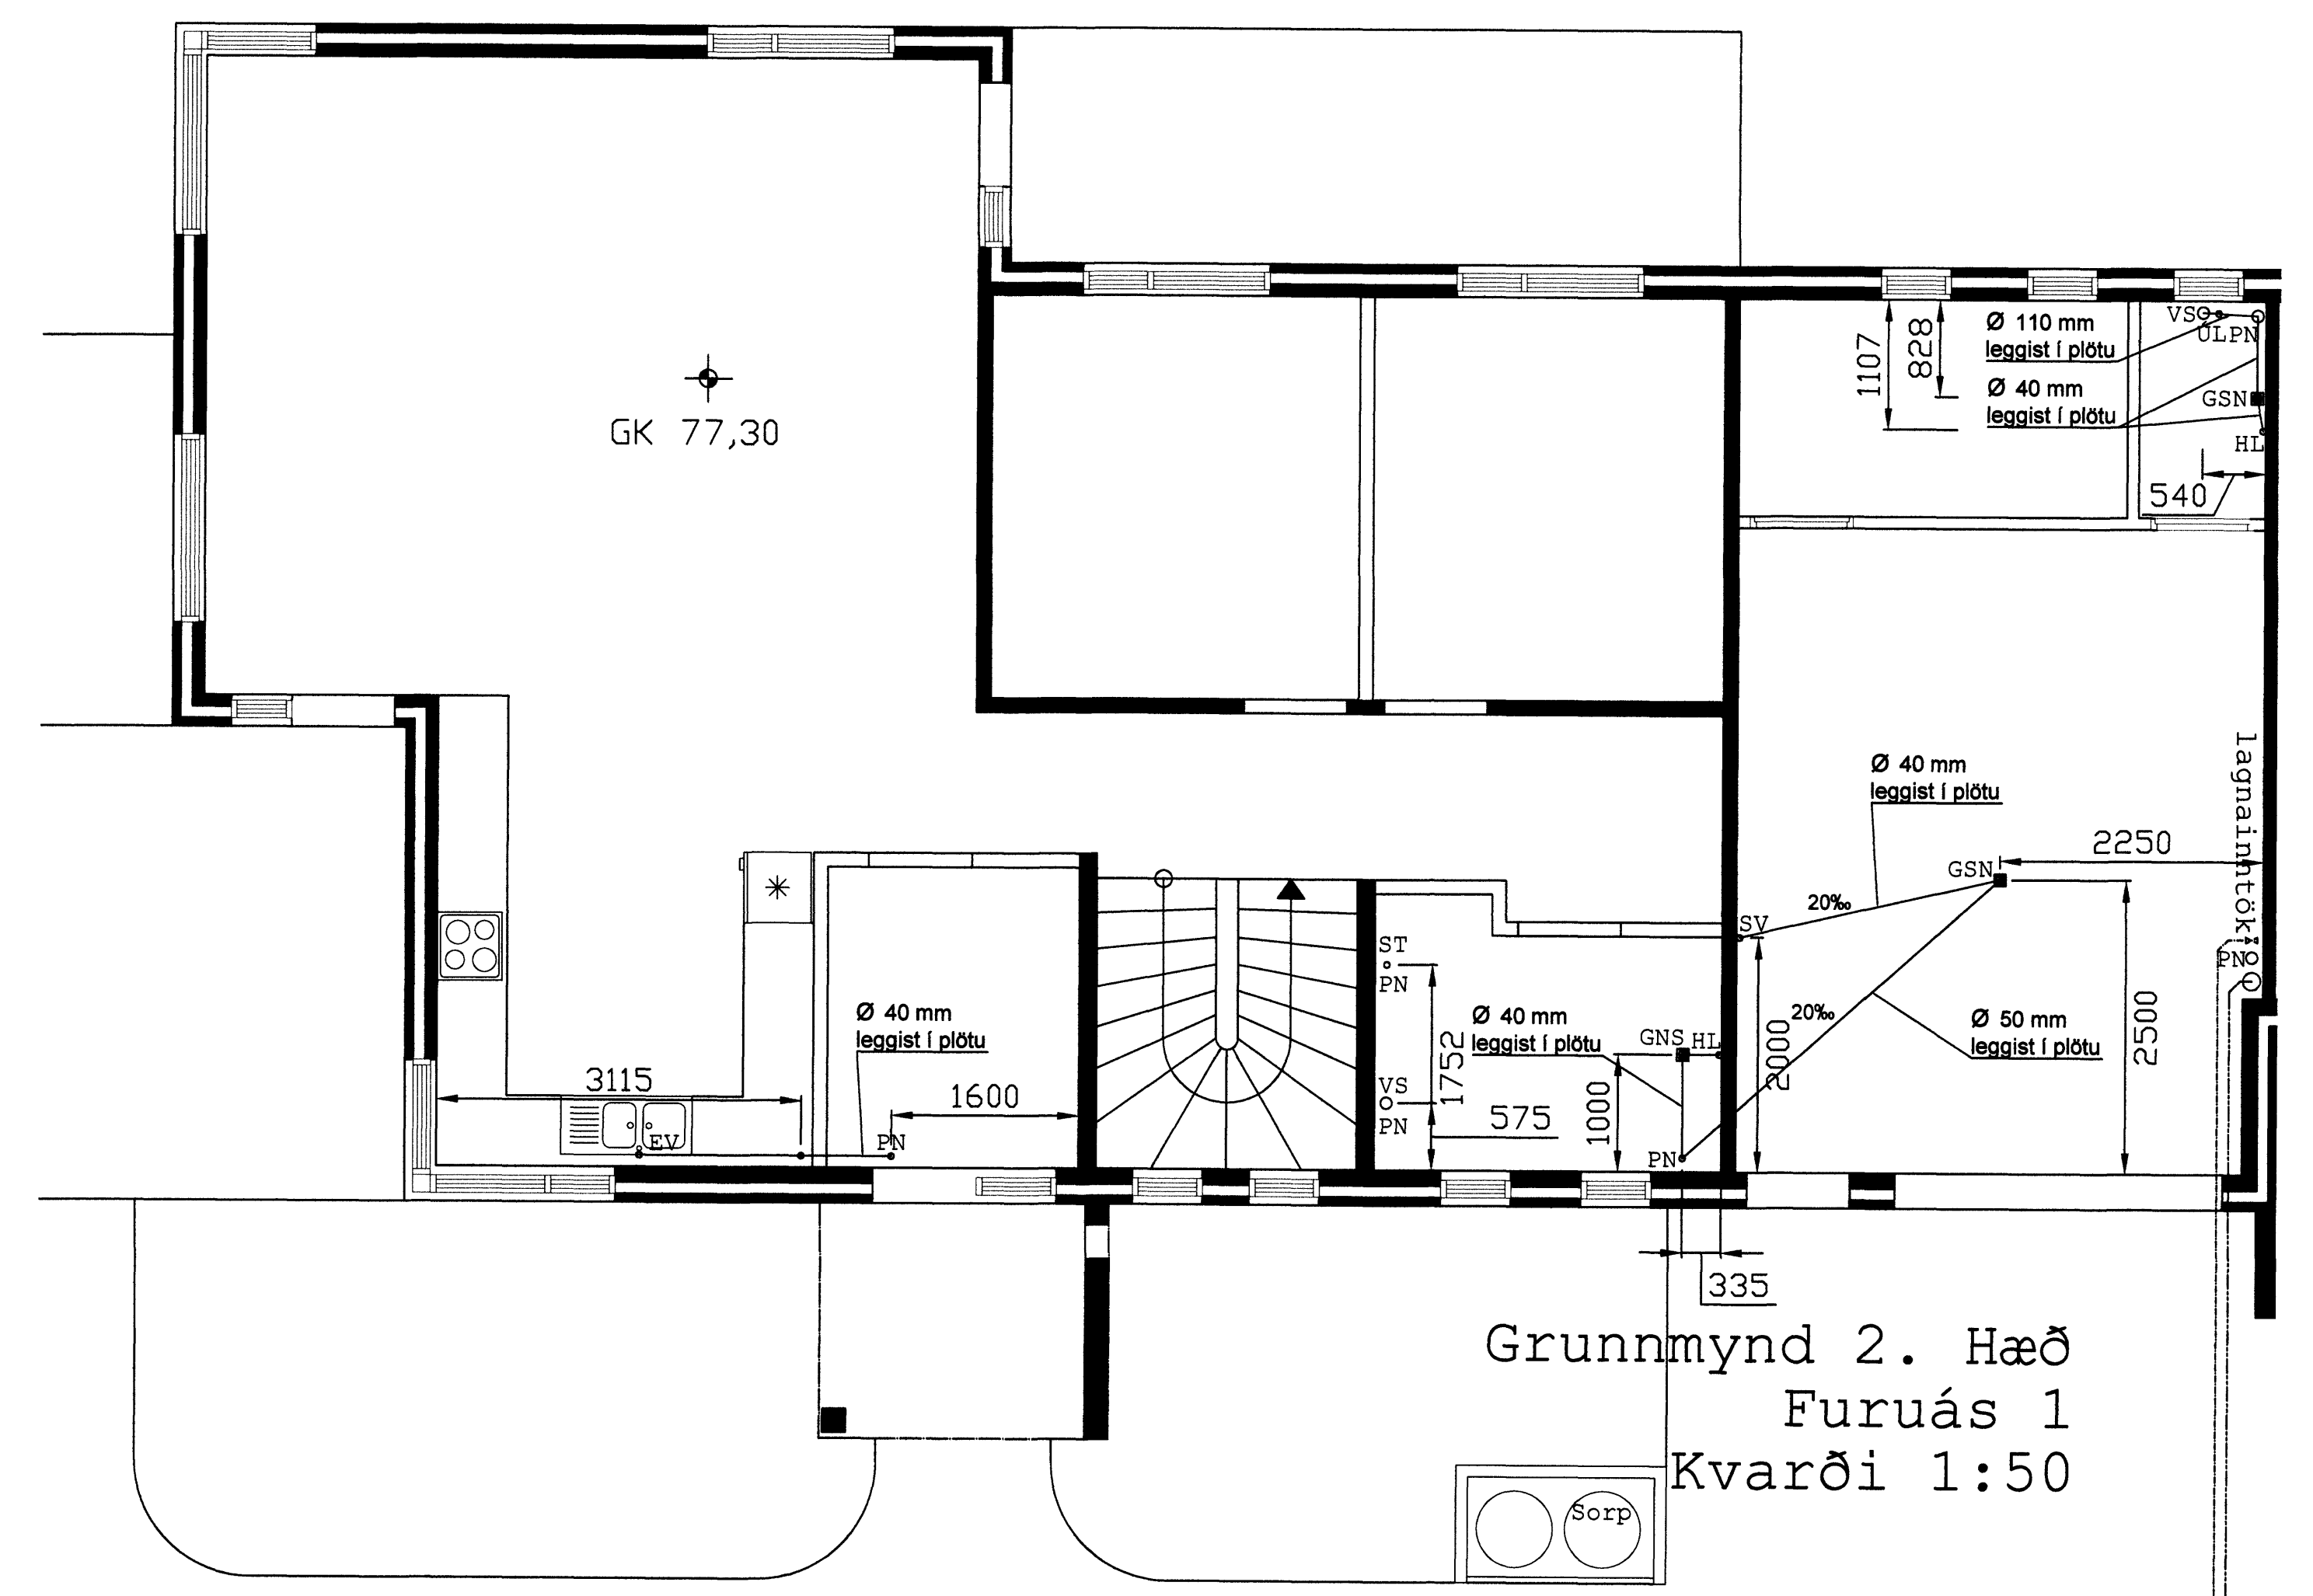 VS
ÚLPN
Ø 110 mm
leggist í plötu
828
1107
Ø 40 mm
leggist í plötu
GSN
HL
540
GK 77,30
lagnainntök
Ø 40 mm
leggist í plötu
2250
GSN
20‰
SV
PN
ST
PN
Ø 40 mm
leggist í plötu
Ø 40 mm
leggist í plötu
GNS HL
20‰
Ø 50 mm
leggist í plötu
2500
2000
1752
3115
1600
VS
PN
575
1000
EV
PN
PN
335
Grunnmynd 2. Hæð
Furuás 1
Kvarði 1:50
Sorp